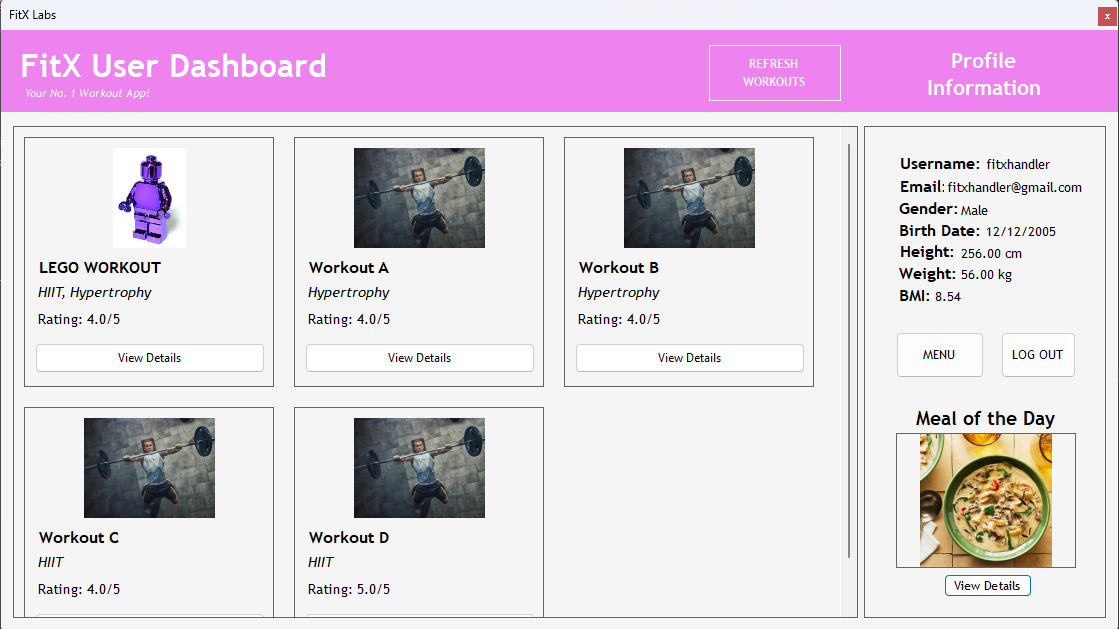 FitX Labs
x
FitX User Dashboard
Your No. 1 Workout App!
REFRESH
WORKOUTS
Profile
Information
LEGO WORKOUT
HIIT, Hypertrophy
Rating: 4.0/5
View Details
Workout A
Hypertrophy
Rating: 4.0/5
View Details
Workout B
Hypertrophy
Rating: 4.0/5
View Details
Workout C
HIIT
Rating: 4.0/5
Workout D
HIIT
Rating: 5.0/5
Username: fitxhandler
Email: fitxhandler@gmail.com
Gender: Male
Birth Date: 12/12/2005
Height: 256.00 cm
Weight: 56.00 kg
BMI: 8.54
MENU
LOG OUT
Meal of the Day
View Details